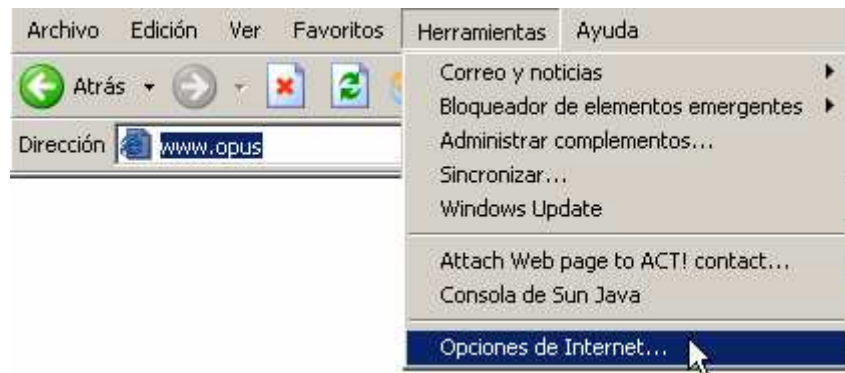 Archivo Edición Ver Favoritos Herramientas Ayuda
Atrás
Dirección www.opus
Correo y noticias
Bloqueador de elementos emergentes
Administrar complementos...
Sincronizar...
Windows Update
Attach Web page to ACT! contact...
Consola de Sun Java
Opciones de Internet...